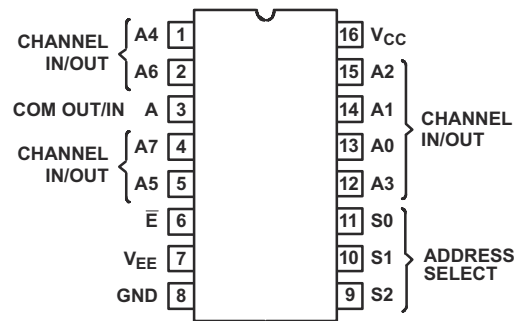 CHANNEL
IN/OUT
A4 1
A6 2
COM OUT/IN A 3
CHANNEL
IN/OUT
A7 4
A5 5
E̅ 6
VEE 7
GND 8
16 VCC
15 A2
14 A1
13 A0
12 A3
CHANNEL
IN/OUT
11 S0
10 S1
9 S2
ADDRESS
SELECT